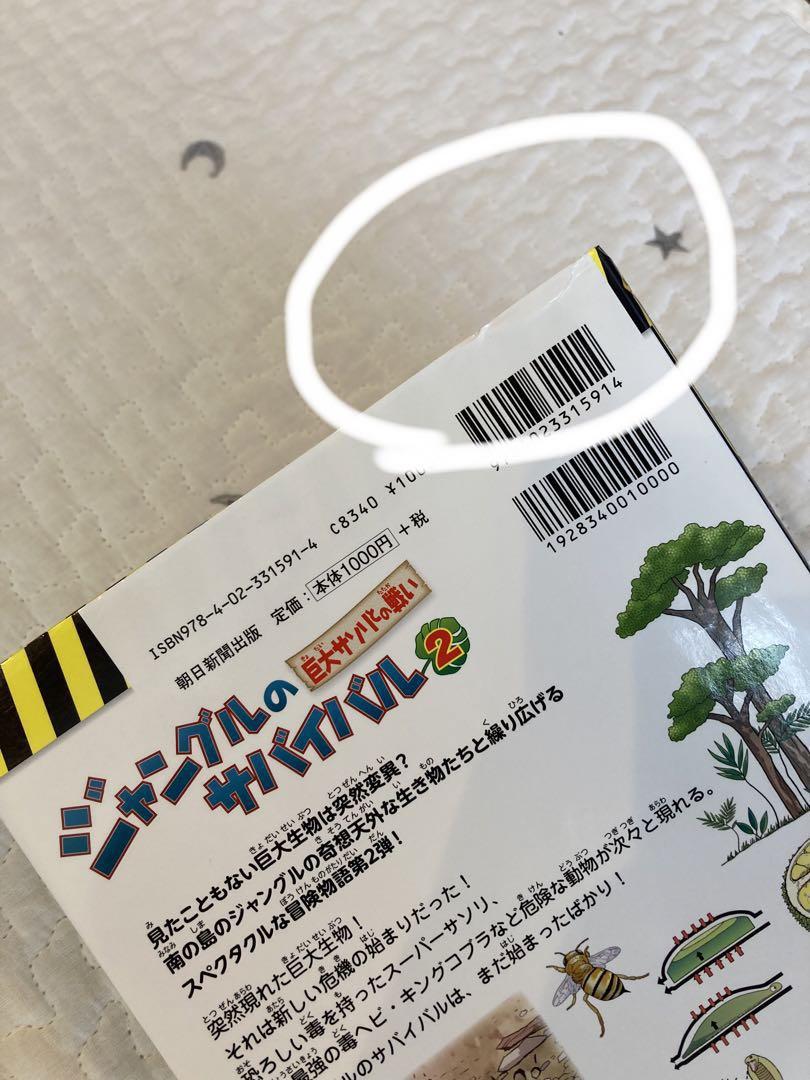 9 023315914
1928340010000
ISBN978-4-02-331591-4 C8340 ¥100
朝日新聞出版 定価：本体1000円＋税
巨大サソリとの戦い
ジャングルの
サバイバル2
見たこともない巨大生物は突然変異？
南の島のジャングルの奇想天外な生き物たちと繰り広げる
スペクタクルな冒険物語第2弾！
突然現れた巨大生物！
それは新しい危機の始まりだった！
恐ろしい毒を持ったスーパーサソリ、
最強の毒ヘビ・キングコブラなど危険な動物が次々と現れる。
ルのサバイバルは、まだ始まったばかり！